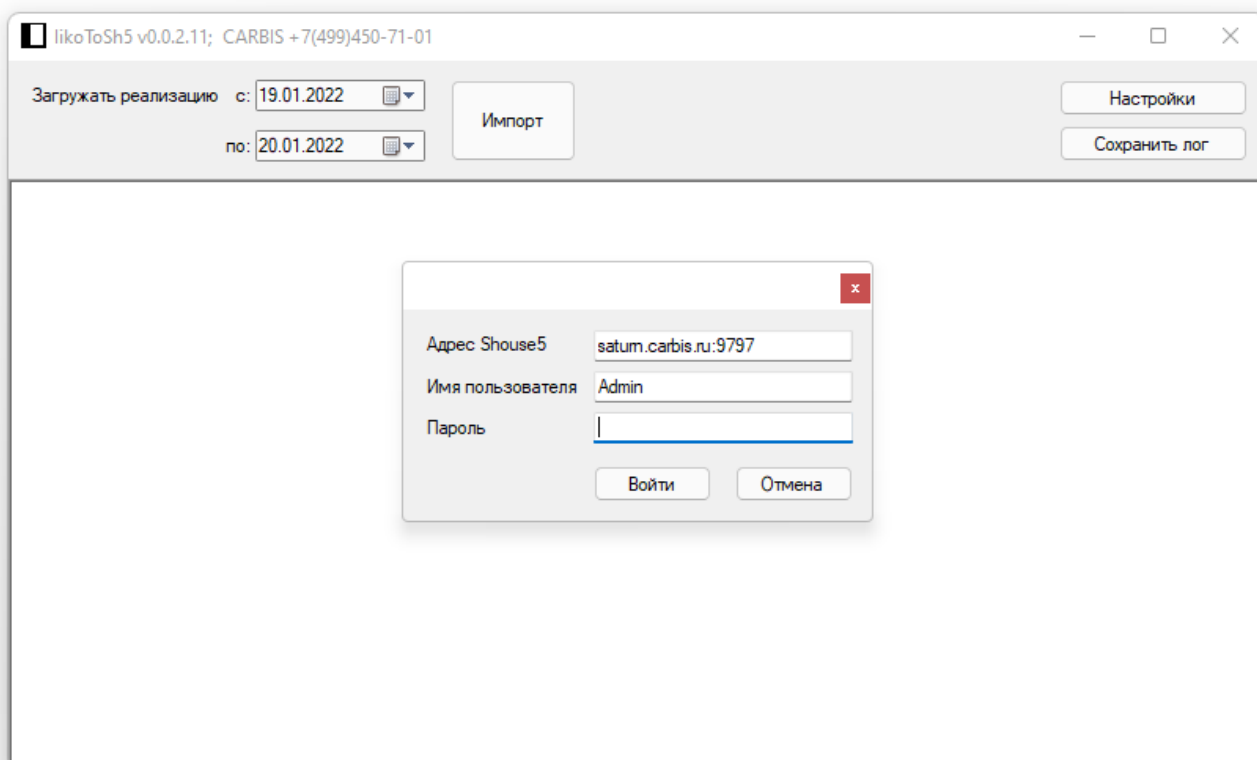 IikoToSh5 v0.0.2.11; CARBIS +7(499)450-71-01
Загружать реализацию с: 19.01.2022
по: 20.01.2022
Импорт
Настройки
Сохранить лог
x
Адрес Shouse5 saturn.carbis.ru:9797
Имя пользователя Admin
Пароль
Войти Отмена